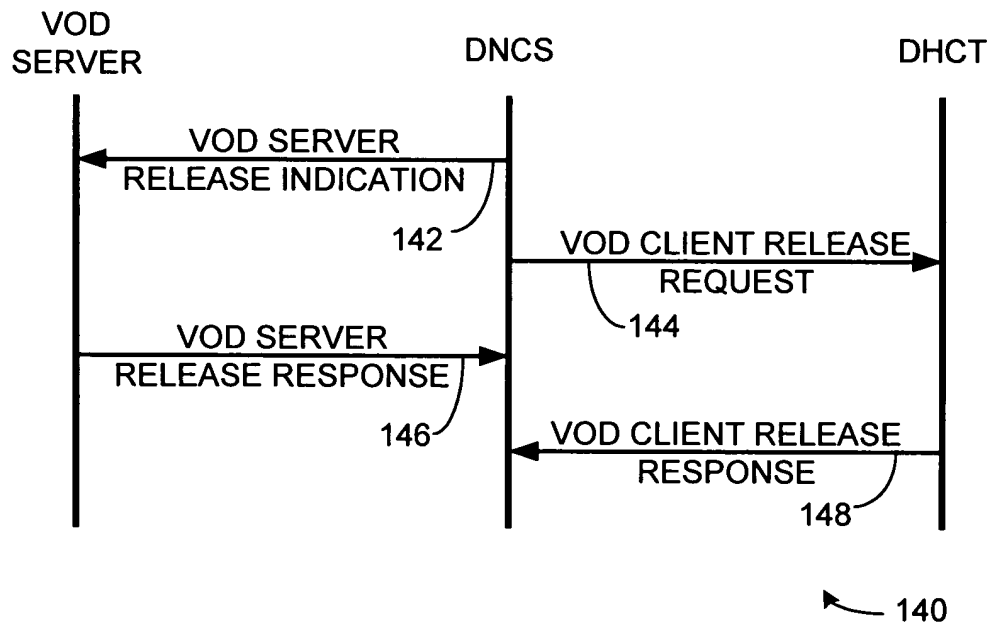 VOD
SERVER
DNCS
DHCT
VOD SERVER
RELEASE INDICATION
142
VOD CLIENT RELEASE
REQUEST
144
VOD SERVER
RELEASE RESPONSE
146
VOD CLIENT RELEASE
RESPONSE
148
140